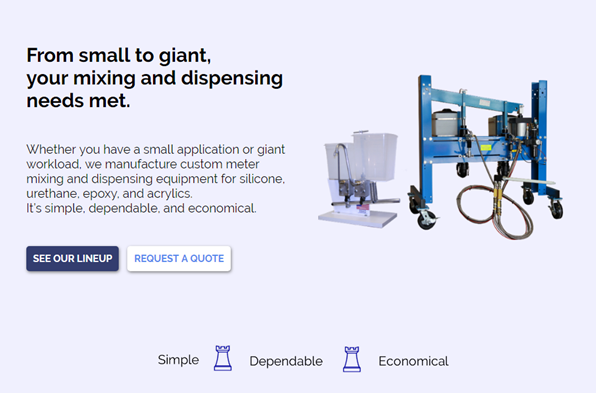 From small to giant,
your mixing and dispensing
needs met.
Whether you have a small application or giant
workload, we manufacture custom meter
mixing and dispensing equipment for silicone,
urethane, epoxy, and acrylics.
It's simple, dependable, and economical.
SEE OUR LINEUP
REQUEST A QUOTE
Simple
Dependable
Economical